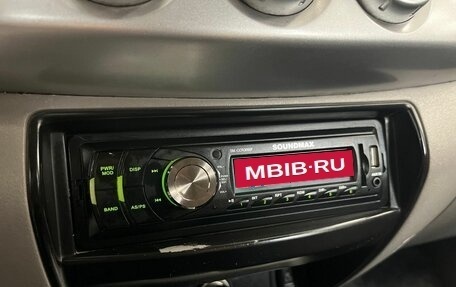 SOUNDMAX
PWR/
MOD
DISP
MBIB·RU
BAND
AS/PS